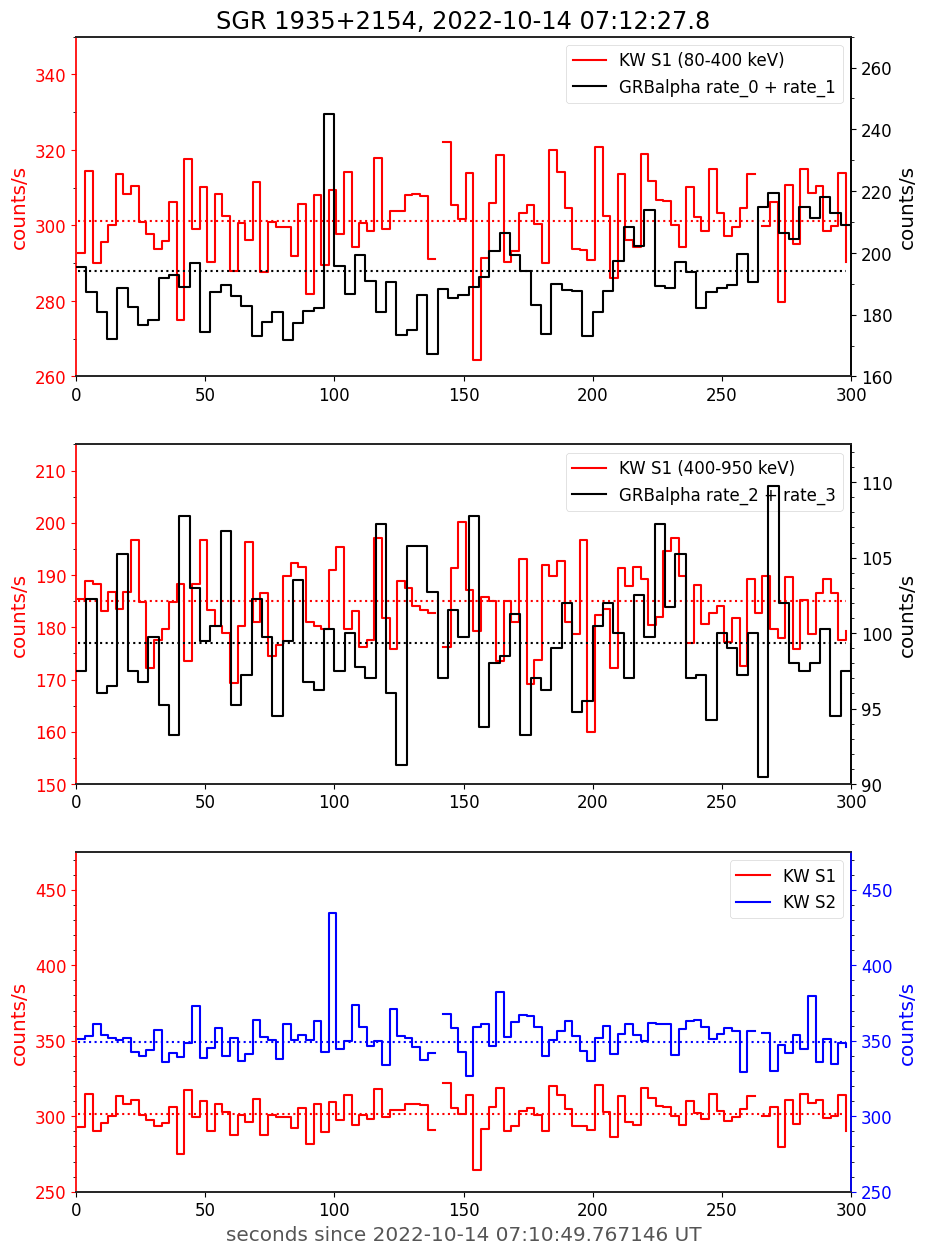 SGR 1935+2154, 2022-10-14 07:12:27.8
KW S1 (80-400 keV)
GRBalpha rate_0 + rate_1
counts/s
counts/s
340
320
300
280
260
260
240
220
200
180
160
0 50 100 150 200 250 300
KW S1 (400-950 keV)
GRBalpha rate_2 + rate_3
counts/s
counts/s
210
200
190
180
170
160
150
110
105
100
95
90
0 50 100 150 200 250 300
KW S1
KW S2
counts/s
counts/s
450
400
350
300
250
450
400
350
300
250
0 50 100 150 200 250 300
seconds since 2022-10-14 07:10:49.767146 UT